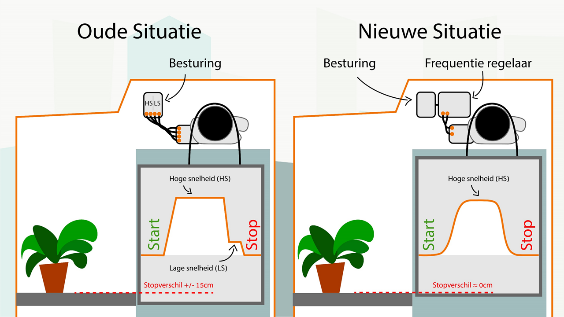 Oude Situatie
Besturing
HS LS
Hoge snelheid (HS)
Start
Stop
Lage snelheid (LS)
Stopverschil +/- 15cm
Nieuwe Situatie
Besturing
Frequentie regelaar
Hoge snelheid (HS)
Start
Stop
Stopverschil ≈ 0cm